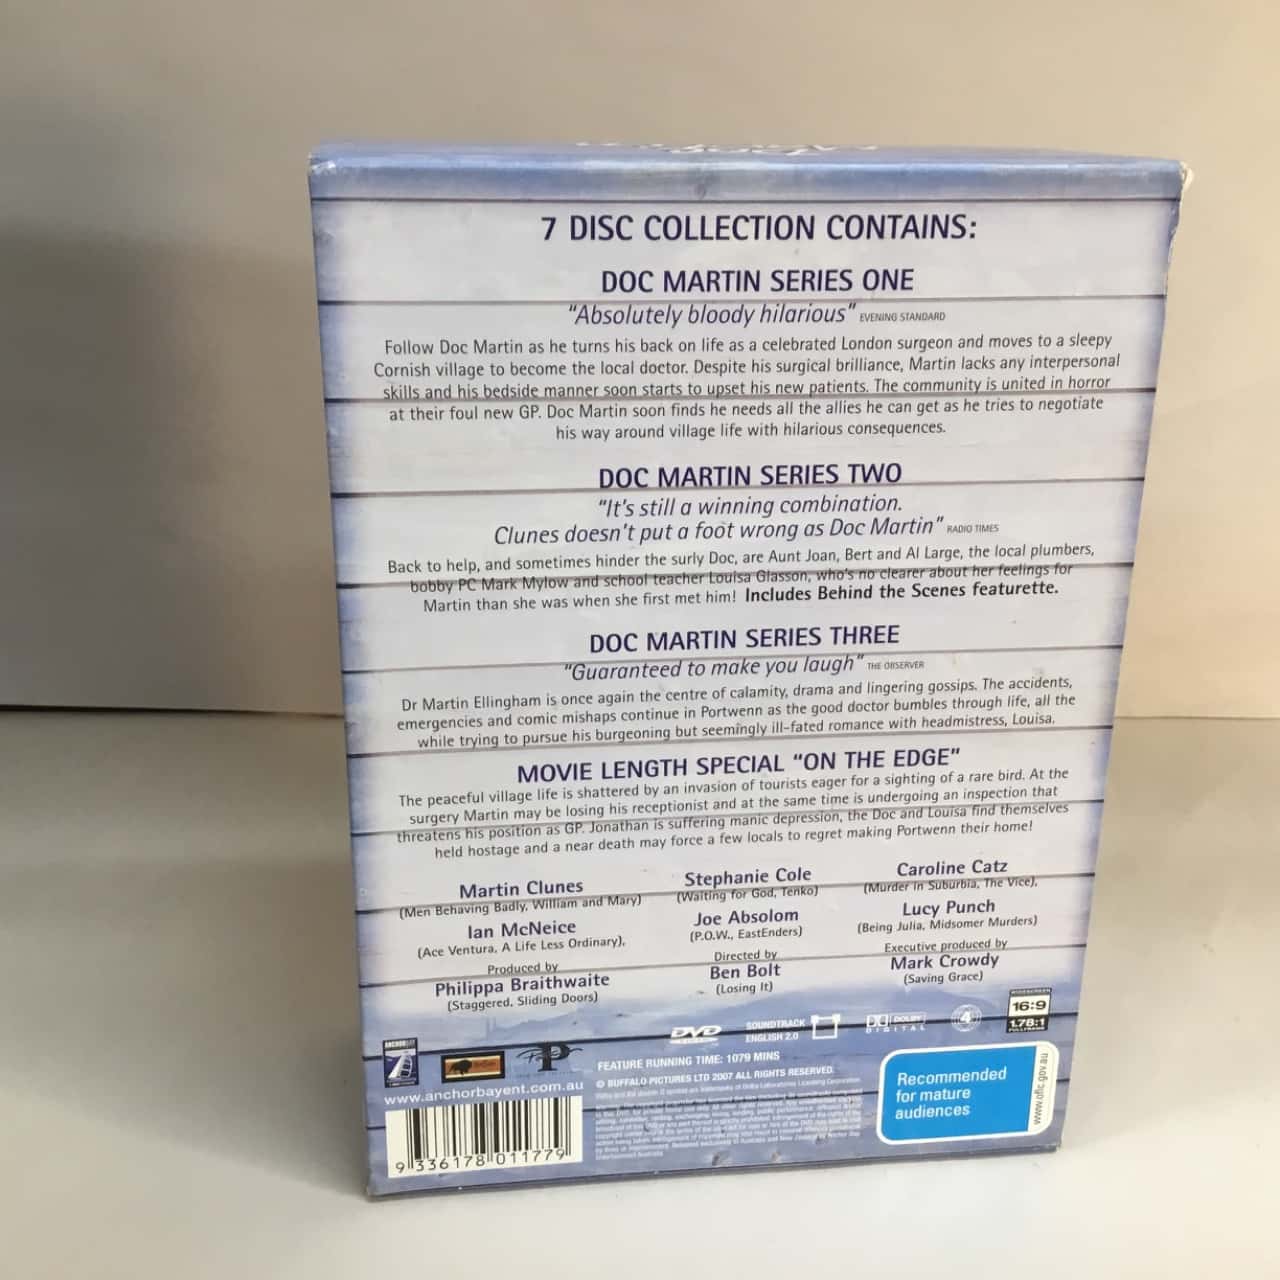 7 DISC COLLECTION CONTAINS:
DOC MARTIN SERIES ONE
"Absolutely bloody hilarious" EVENING STANDARD
Follow Doc Martin as he turns his back on life as a celebrated London surgeon and moves to a sleepy
Cornish village to become the local doctor. Despite his surgical brilliance, Martin lacks any interpersonal
skills and his bedside manner soon starts to upset his new patients. The community is united in horror
at their foul new GP. Doc Martin soon finds he needs all the allies he can get as he tries to negotiate
his way around village life with hilarious consequences.
DOC MARTIN SERIES TWO
"It's still a winning combination.
Clunes doesn't put a foot wrong as Doc Martin" RADIO TIMES
Back to help, and sometimes hinder the surly Doc, are Aunt Joan, Bert and Al Large, the local plumbers,
bobby PC Mark Mylow and school teacher Louisa Glasson, who's no clearer about her feelings for
Martin than she was when she first met him! Includes Behind the Scenes featurette.
DOC MARTIN SERIES THREE
"Guaranteed to make you laugh" THE OBSERVER
Dr Martin Ellingham is once again the centre of calamity, drama and lingering gossips. The accidents,
emergencies and comic mishaps continue in Portwenn as the good doctor bumbles through life, all the
while trying to pursue his burgeoning but seemingly ill-fated romance with headmistress, Louisa.
MOVIE LENGTH SPECIAL "ON THE EDGE"
The peaceful village life is shattered by an invasion of tourists eager for a sighting of a rare bird. At the
surgery Martin may be losing his receptionist and at the same time is undergoing an inspection that
threatens his position as GP. Jonathan is suffering manic depression, the Doc and Louisa find themselves
held hostage and a near death may force a few locals to regret making Portwenn their home!
Martin Clunes
(Men Behaving Badly, William and Mary)
Stephanie Cole
(Waiting for God, Tenko)
Caroline Catz
(Murder in Suburbia, The Vice),
Ian McNeice
(Ace Ventura, A Life Less Ordinary),
Joe Absolom
(P.O.W., EastEnders)
Lucy Punch
(Being Julia, Midsomer Murders)
Produced by
Philippa Braithwaite
(Staggered, Sliding Doors)
Directed by
Ben Bolt
(Losing It)
Executive produced by
Mark Crowdy
(Saving Grace)
DVD
SOUNDTRACK
ENGLISH 2.0
DOLBY
DIGITAL
4
WIDESCREEN
16:9
1.78:1
ANCHOR BAY
www.anchorbayent.com.au
FEATURE RUNNING TIME: 1079 MINS
© BUFFALO PICTURES LTD 2007 ALL RIGHTS RESERVED.
Recommended
for mature
audiences
www.oflc.gov.au
9 336178 011779